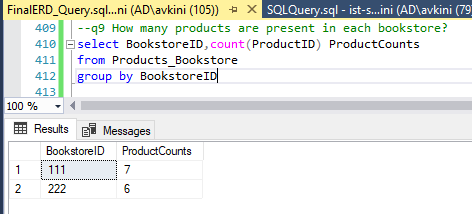 FinalERD_Query.sql...ni (AD\avkini (105))
SQLQuery.sql - ist-s...ini (AD\avkini (79
409
--q9 How many products are present in each bookstore?
410 select BookstoreID,count(ProductID) ProductCounts
411 from Products_Bookstore
412 group by BookstoreID
413
100 %
Results Messages
BookstoreID ProductCounts
1 111 7
2 222 6